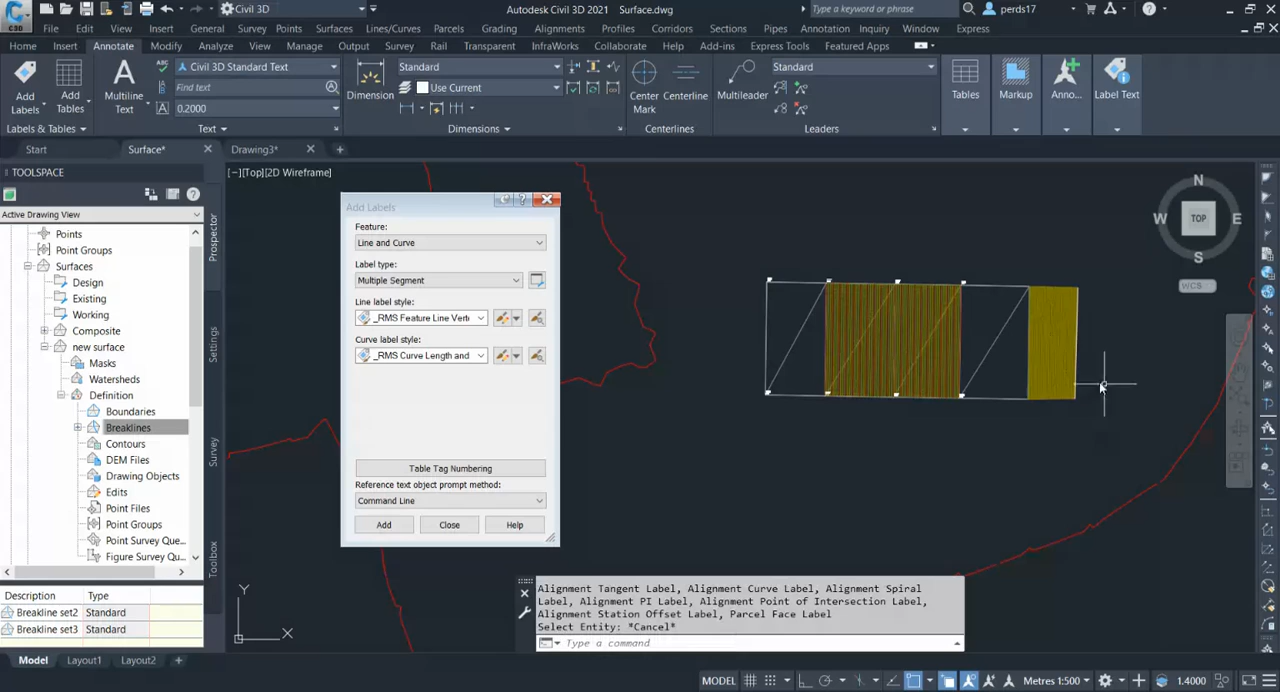 C3D
Civil 3D
Autodesk Civil 3D 2021 Surface.dwg
Type a keyword or phrase
perds17
File Edit View Insert General Survey Points Surfaces Lines/Curves Parcels Grading Alignments Profiles Corridors Sections Pipes Annotation Inquiry Window Express
Home Insert Annotate Modify Analyze View Manage Output Survey Rail Transparent InfraWorks Collaborate Help Add-ins Express Tools Featured Apps
Add Labels
Add Tables
Labels & Tables
Multiline Text
ABC
Civil 3D Standard Text
Find text
0.2000
Text
Dimension
Standard
Use Current
Dimensions
Center Mark
Centerline
Centerlines
Multileader
Standard
Leaders
Tables
Markup
Anno...
Label Text
Start
Surface*
Drawing3*
TOOLSPACE
Active Drawing View
Points
Point Groups
Surfaces
Design
Existing
Working
Composite
new surface
Masks
Watersheds
Definition
Boundaries
Breaklines
Contours
DEM Files
Drawing Objects
Edits
Point Files
Point Groups
Point Survey Que...
Figure Survey Qu...
Description Type
Breakline set2 Standard
Breakline set3 Standard
Prospector
Settings
Survey
Toolbox
[−][Top][2D Wireframe]
Add Labels
Feature:
Line and Curve
Label type:
Multiple Segment
Line label style:
_RMS Feature Line Verte
Curve label style:
_RMS Curve Length and
Table Tag Numbering
Reference text object prompt method:
Command Line
Add
Close
Help
N
W TOP E
S
WCS
Y
X
Alignment Tangent Label, Alignment Curve Label, Alignment Spiral
Label, Alignment PI Label, Alignment Point of Intersection Label,
Alignment Station Offset Label, Parcel Face Label
Select Entity: *Cancel*
Type a command
Model Layout1 Layout2
MODEL
Metres 1:500
1.4000